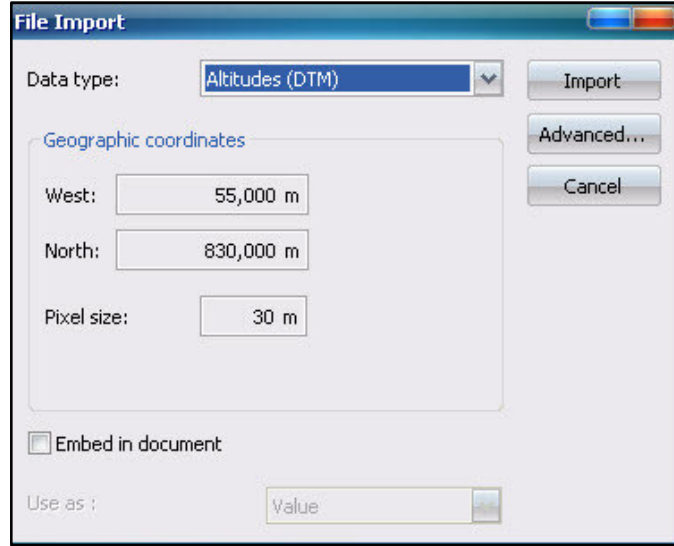 File Import
Data type: Altitudes (DTM) Import
Geographic coordinates Advanced...
West: 55,000 m Cancel
North: 830,000 m
Pixel size: 30 m
Embed in document
Use as : Value